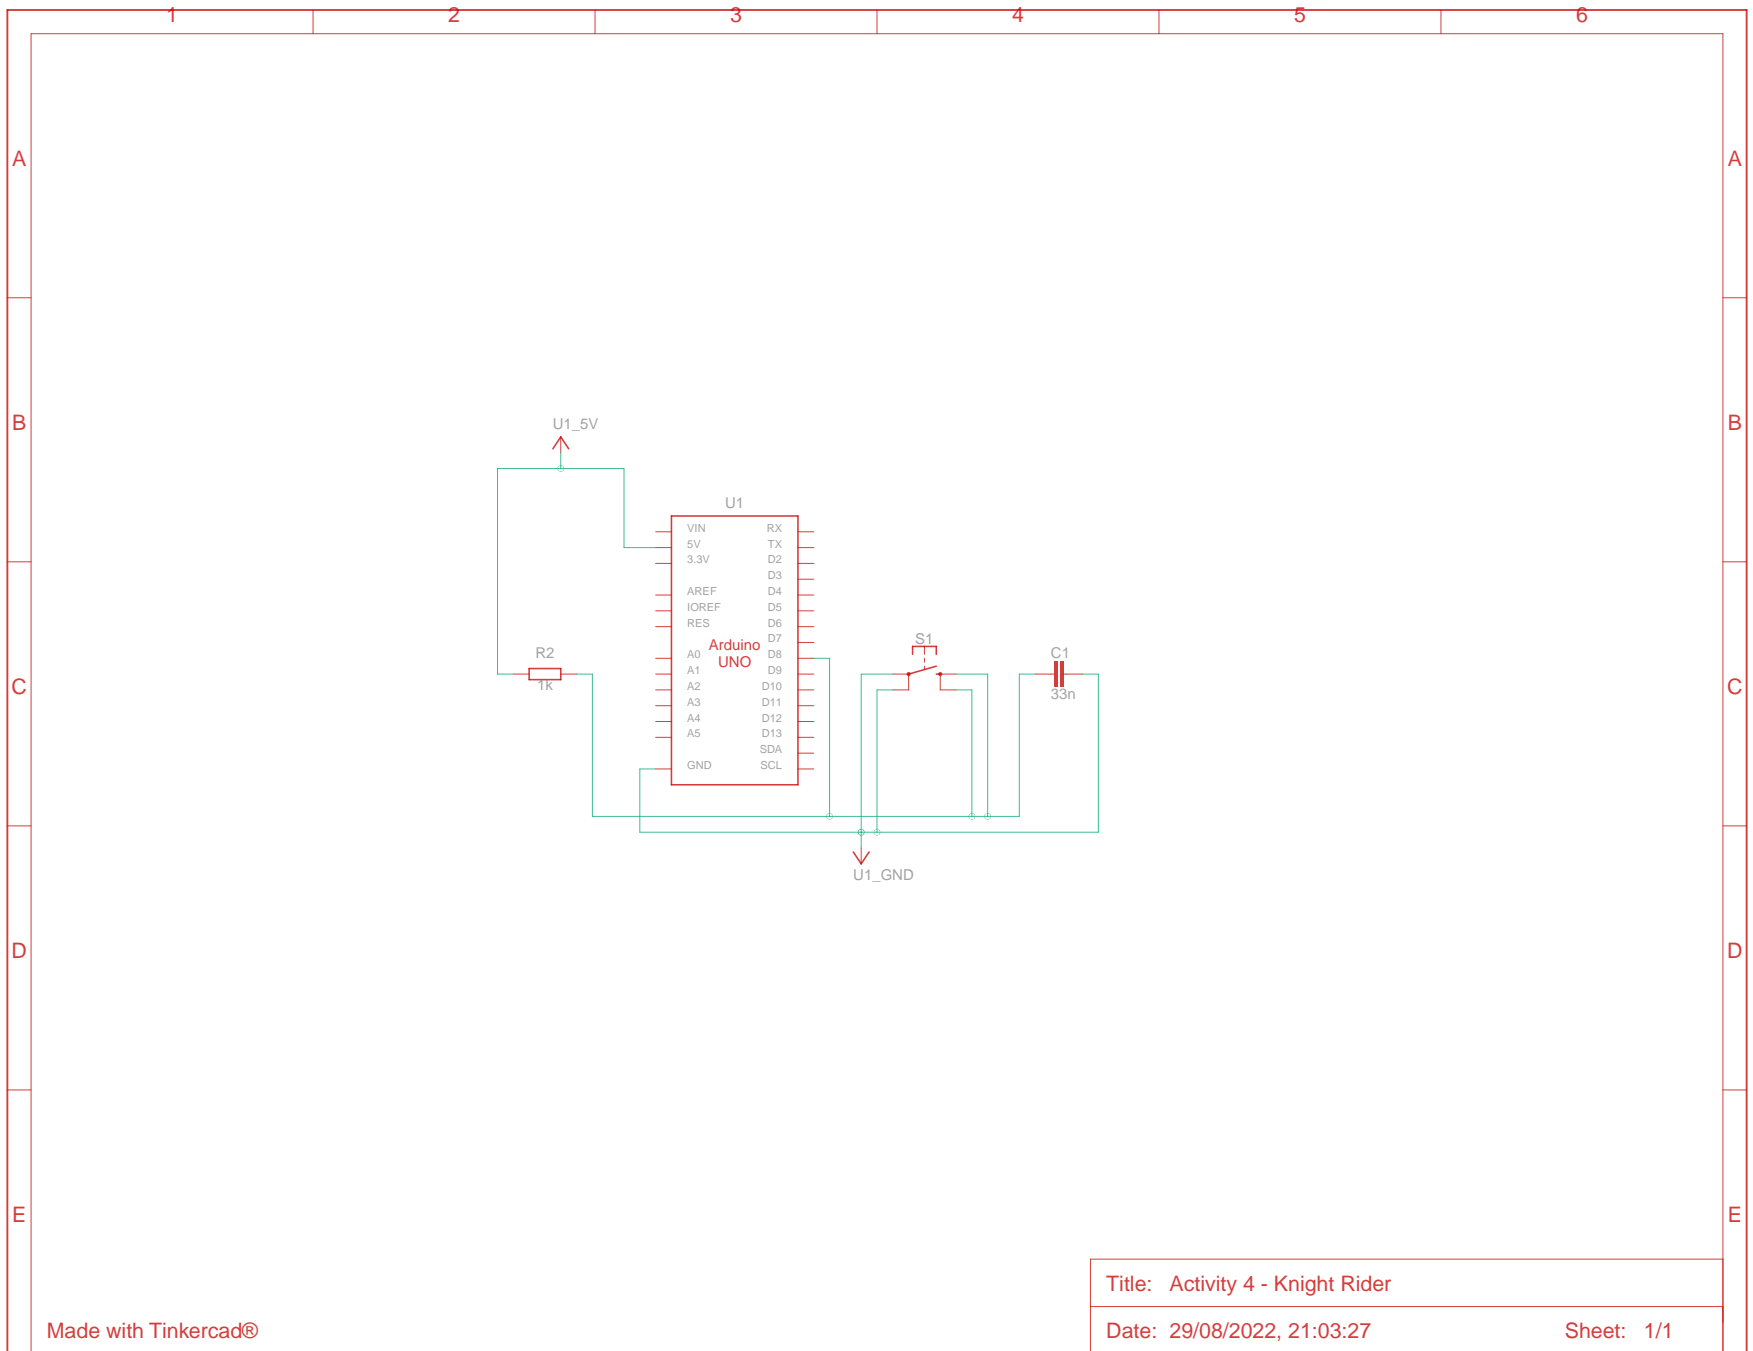 1 2 3 4 5 6
A A
B B
U1_5V
U1
VIN RX
5V TX
3.3V D2
D3
AREF D4
IOREF D5
RES D6
D7
Arduino
UNO
A0 D8
A1 D9
A2 D10
A3 D11
A4 D12
A5 D13
SDA
GND SCL
R2
1k
S1
C1
33n
C C
U1_GND
D D
E E
Title: Activity 4 - Knight Rider
Made with Tinkercad®
Date: 29/08/2022, 21:03:27 Sheet: 1/1